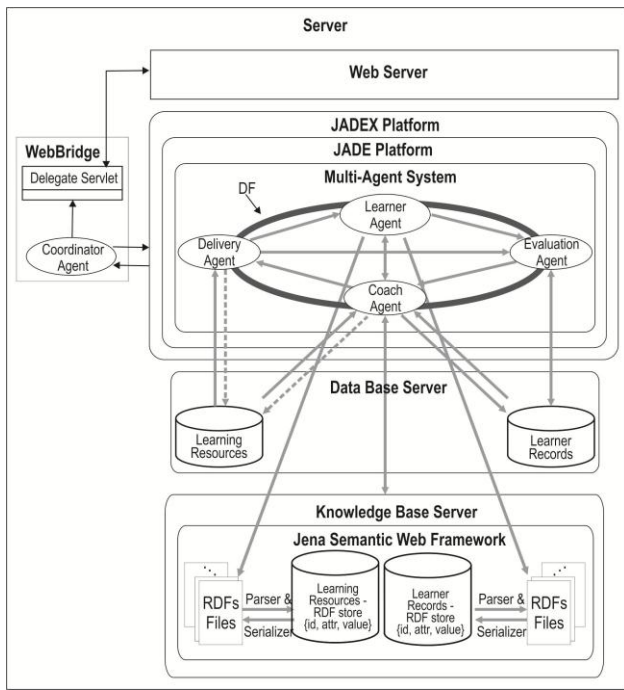 Server
Web Server
JADEX Platform
JADE Platform
Multi-Agent System
WebBridge
Delegate Servlet
Coordinator
Agent
DF
Learner
Agent
Delivery
Agent
Evaluation
Agent
Coach
Agent
Data Base Server
Learning
Resources
Learner
Records
Knowledge Base Server
Jena Semantic Web Framework
RDFs
Files
Parser &
Serializer
Learning
Resources -
RDF store
{id, attr, value}
Learner
Records -
RDF store
{id, attr, value}
Parser &
Serializer
RDFs
Files